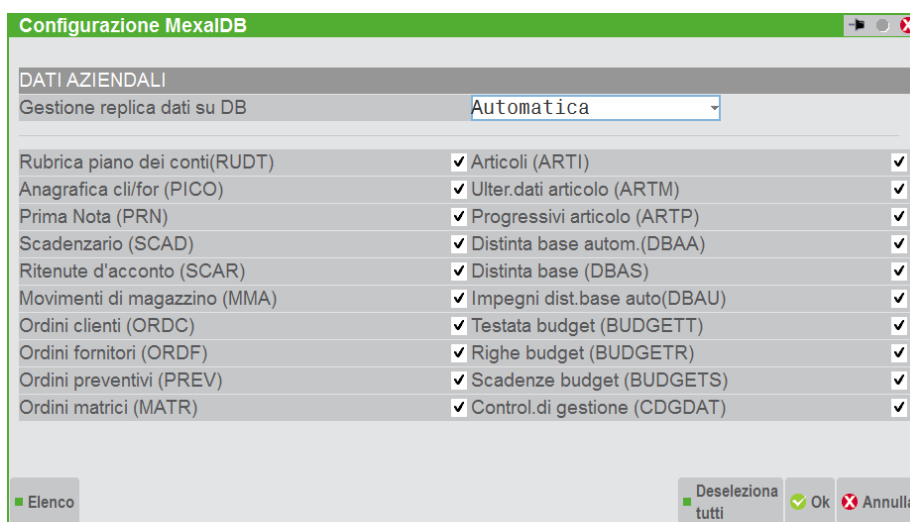 Configurazione MexalDB
DATI AZIENDALI
Gestione replica dati su DB Automatica
Rubrica piano dei conti(RUDT) Articoli (ARTI)
Anagrafica cli/for (PICO) Ulter.dati articolo (ARTM)
Prima Nota (PRN) Progressivi articolo (ARTP)
Scadenzario (SCAD) Distinta base autom.(DBAA)
Ritenute d'acconto (SCAR) Distinta base (DBAS)
Movimenti di magazzino (MMA) Impegni dist.base auto(DBAU)
Ordini clienti (ORDC) Testata budget (BUDGETT)
Ordini fornitori (ORDF) Righe budget (BUDGETR)
Ordini preventivi (PREV) Scadenze budget (BUDGETS)
Ordini matrici (MATR) Control.di gestione (CDGDAT)
Elenco Deseleziona tutti Ok Annulla